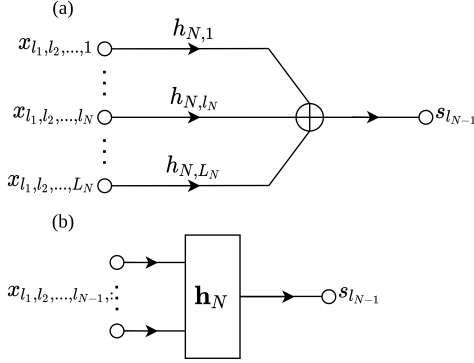 (a)
h_{N,1}
x_{l_1,l_2,...,1}
h_{N,l_N}
x_{l_1,l_2,...,l_N}
s_{l_{N-1}}
h_{N,L_N}
x_{l_1,l_2,...,L_N}
(b)
x_{l_1,l_2,...,l_{N-1},:}
h_N
s_{l_{N-1}}